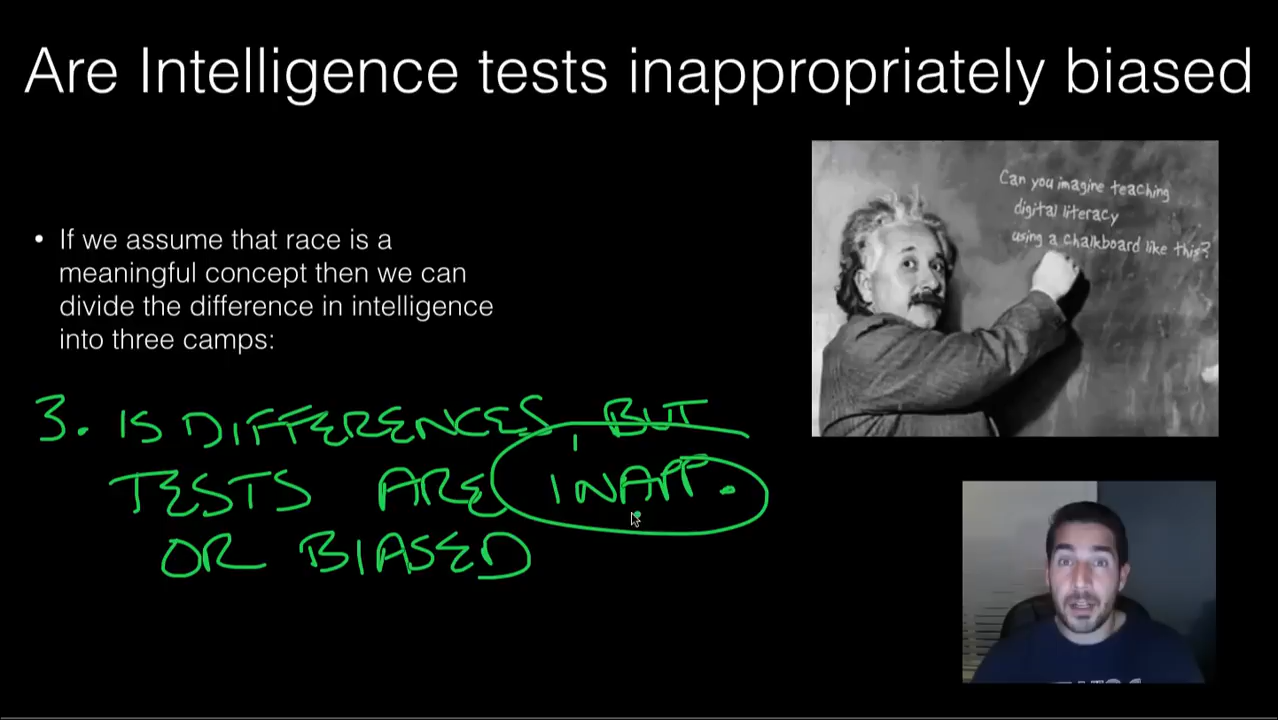 Are Intelligence tests inappropriately biased
Can you imagine teaching
digital literacy
using a chalkboard like this?
• If we assume that race is a
meaningful concept then we can
divide the difference in intelligence
into three camps:
3. IS DIFFERENCES, BUT
TESTS ARE INAPP.
OR BIASED